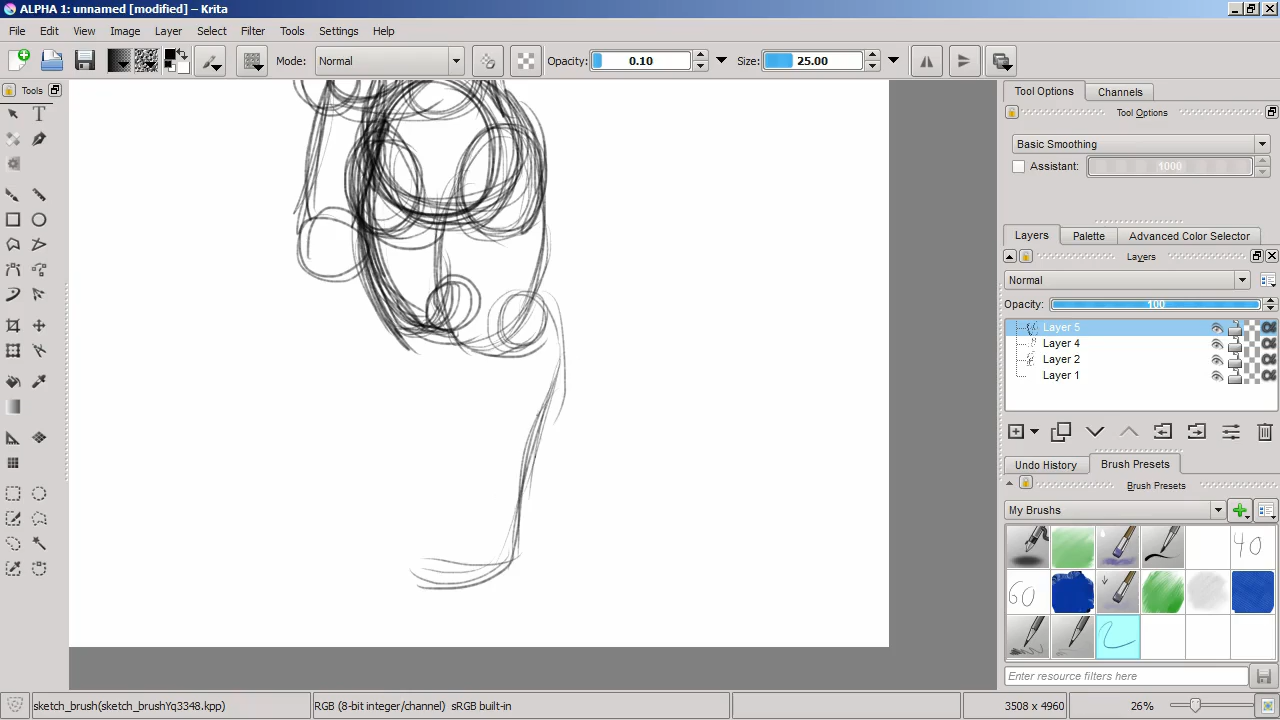 ALPHA 1: unnamed [modified] – Krita
File Edit View Image Layer Select Filter Tools Settings Help
Mode: Normal Opacity: 0.10 Size: 25.00
Tools
Tool Options Channels
Tool Options
Basic Smoothing
Assistant: 1000
Layers Palette Advanced Color Selector
Layers
Normal
Opacity: 100
Layer 5
Layer 4
Layer 2
Layer 1
Undo History Brush Presets
Brush Presets
My Brushs
40
60
Enter resource filters here
sketch_brush(sketch_brushYq3348.kpp) RGB (8-bit integer/channel) sRGB built-in 3508 x 4960 26%